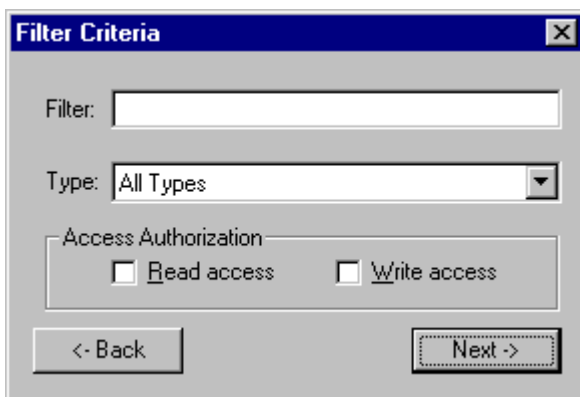 Filter Criteria
Filter:
Type: All Types
Access Authorization
Read access Write access
<- Back Next ->